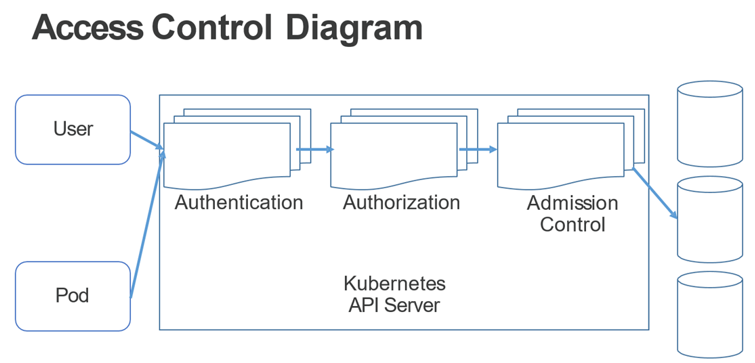 Access Control Diagram
User
Pod
Authentication
Authorization
Admission
Control
Kubernetes
API Server